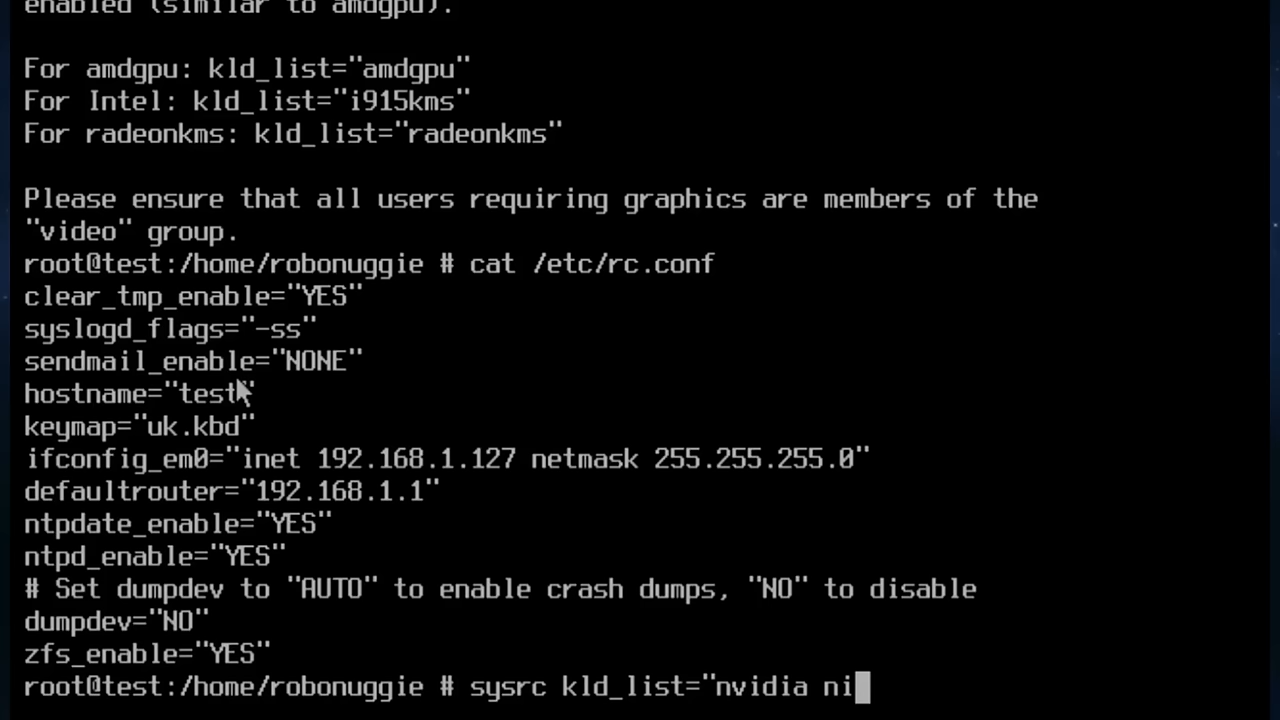 enabled (similar to amdgpu).
For amdgpu: kld_list="amdgpu"
For Intel: kld_list="i915kms"
For radeonkms: kld_list="radeonkms"
Please ensure that all users requiring graphics are members of the
"video" group.
root@test:/home/robonuggie # cat /etc/rc.conf
clear_tmp_enable="YES"
syslogd_flags="-ss"
sendmail_enable="NONE"
hostname="test"
keymap="uk.kbd"
ifconfig_em0="inet 192.168.1.127 netmask 255.255.255.0"
defaultrouter="192.168.1.1"
ntpdate_enable="YES"
ntpd_enable="YES"
# Set dumpdev to "AUTO" to enable crash dumps, "NO" to disable
dumpdev="NO"
zfs_enable="YES"
root@test:/home/robonuggie # sysrc kld_list="nvidia ni